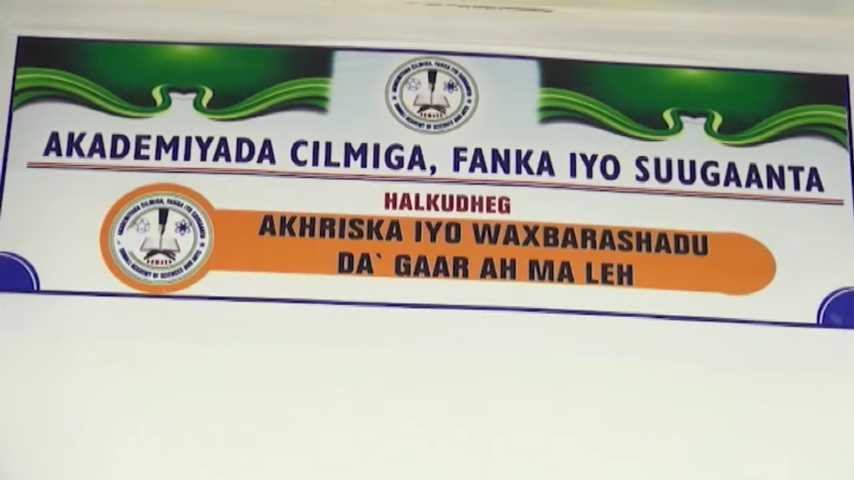 AKADEMIYADA CILMIGA, FANKA IYO SUUGAANTA
HALKUDHEG
AKHRISKA IYO WAXBARASHADU
DA` GAAR AH MA LEH